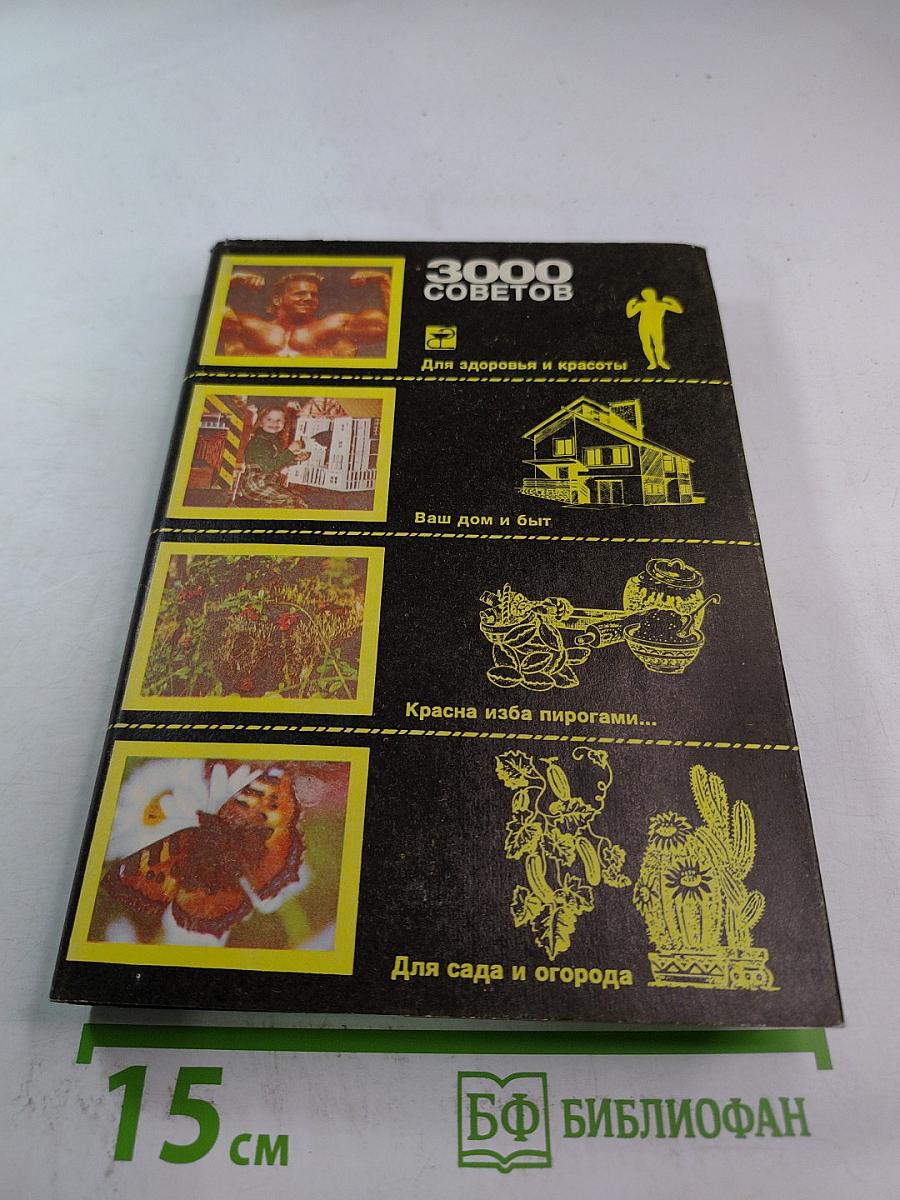 3000
СОВЕТОВ
Для здоровья и красоты
Ваш дом и быт
Красна изба пирогами...
Для сада и огорода
15 см
БФ БИБЛИОФАН